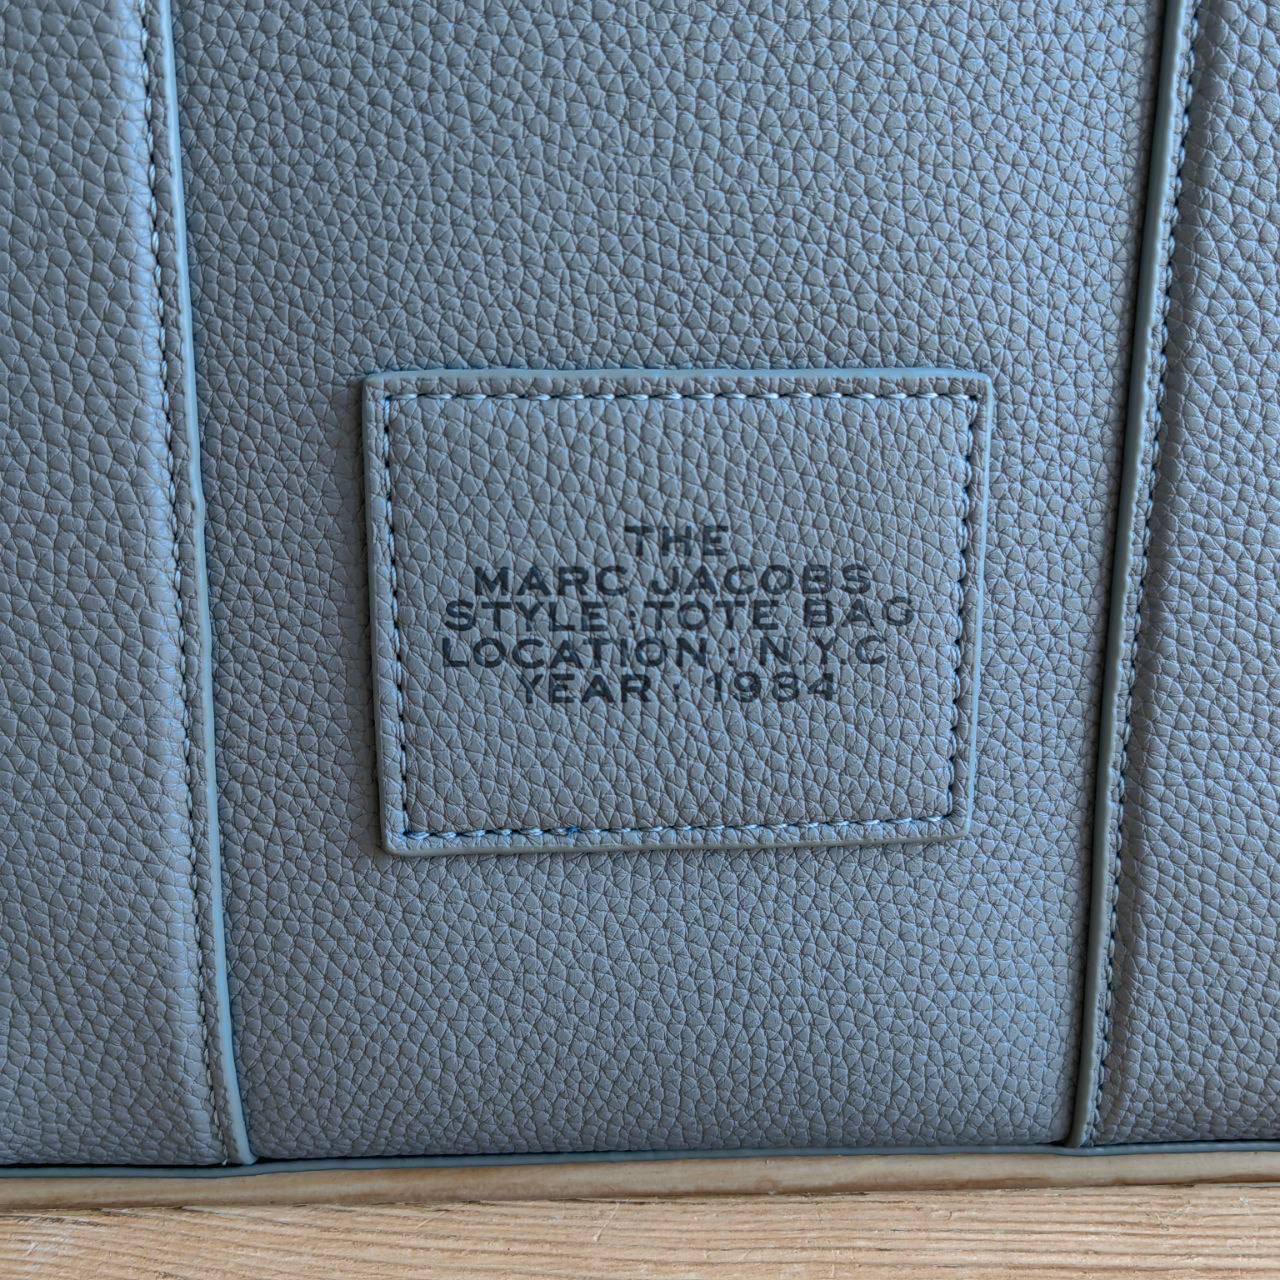 THE
MARC JACOBS
STYLE : TOTE BAG
LOCATION : N.Y.C
YEAR : 1984